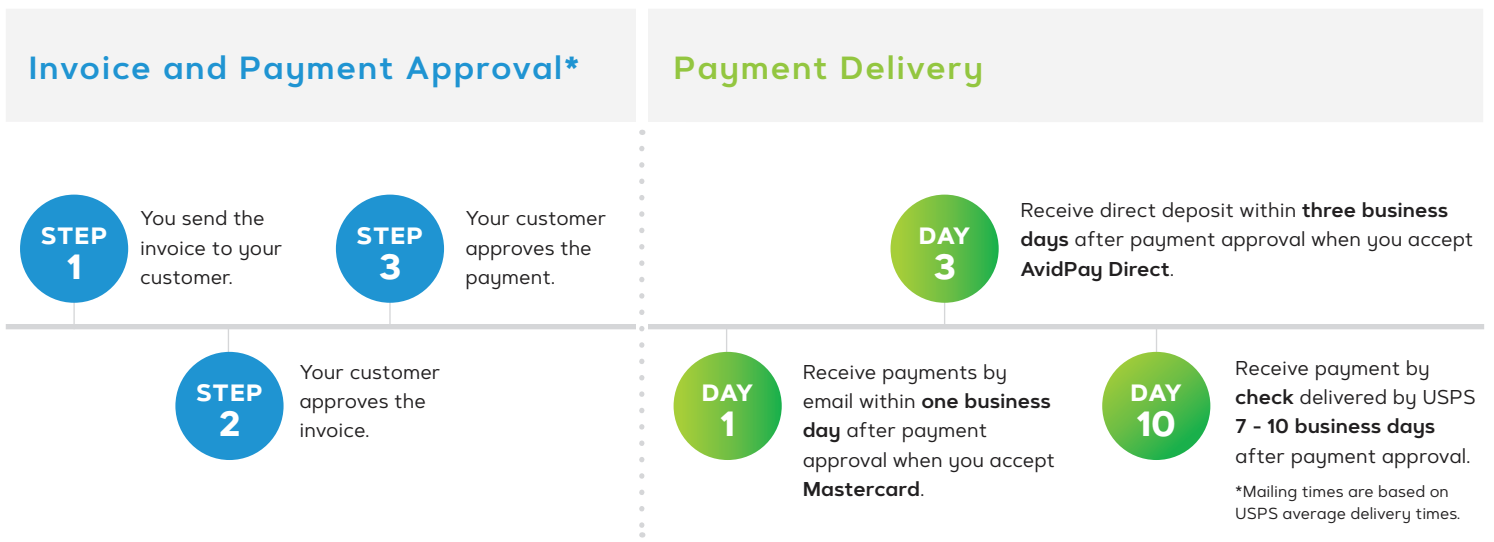 Invoice and Payment Approval*
STEP
1
You send the
invoice to your
customer.
STEP
2
Your customer
approves the
invoice.
STEP
3
Your customer
approves the
payment.
Payment Delivery
DAY
1
Receive payments by
email within one business
day after payment
approval when you accept
Mastercard.
DAY
3
Receive direct deposit within three business
days after payment approval when you accept
AvidPay Direct.
DAY
10
Receive payment by
check delivered by USPS
7 - 10 business days
after payment approval.
*Mailing times are based on
USPS average delivery times.